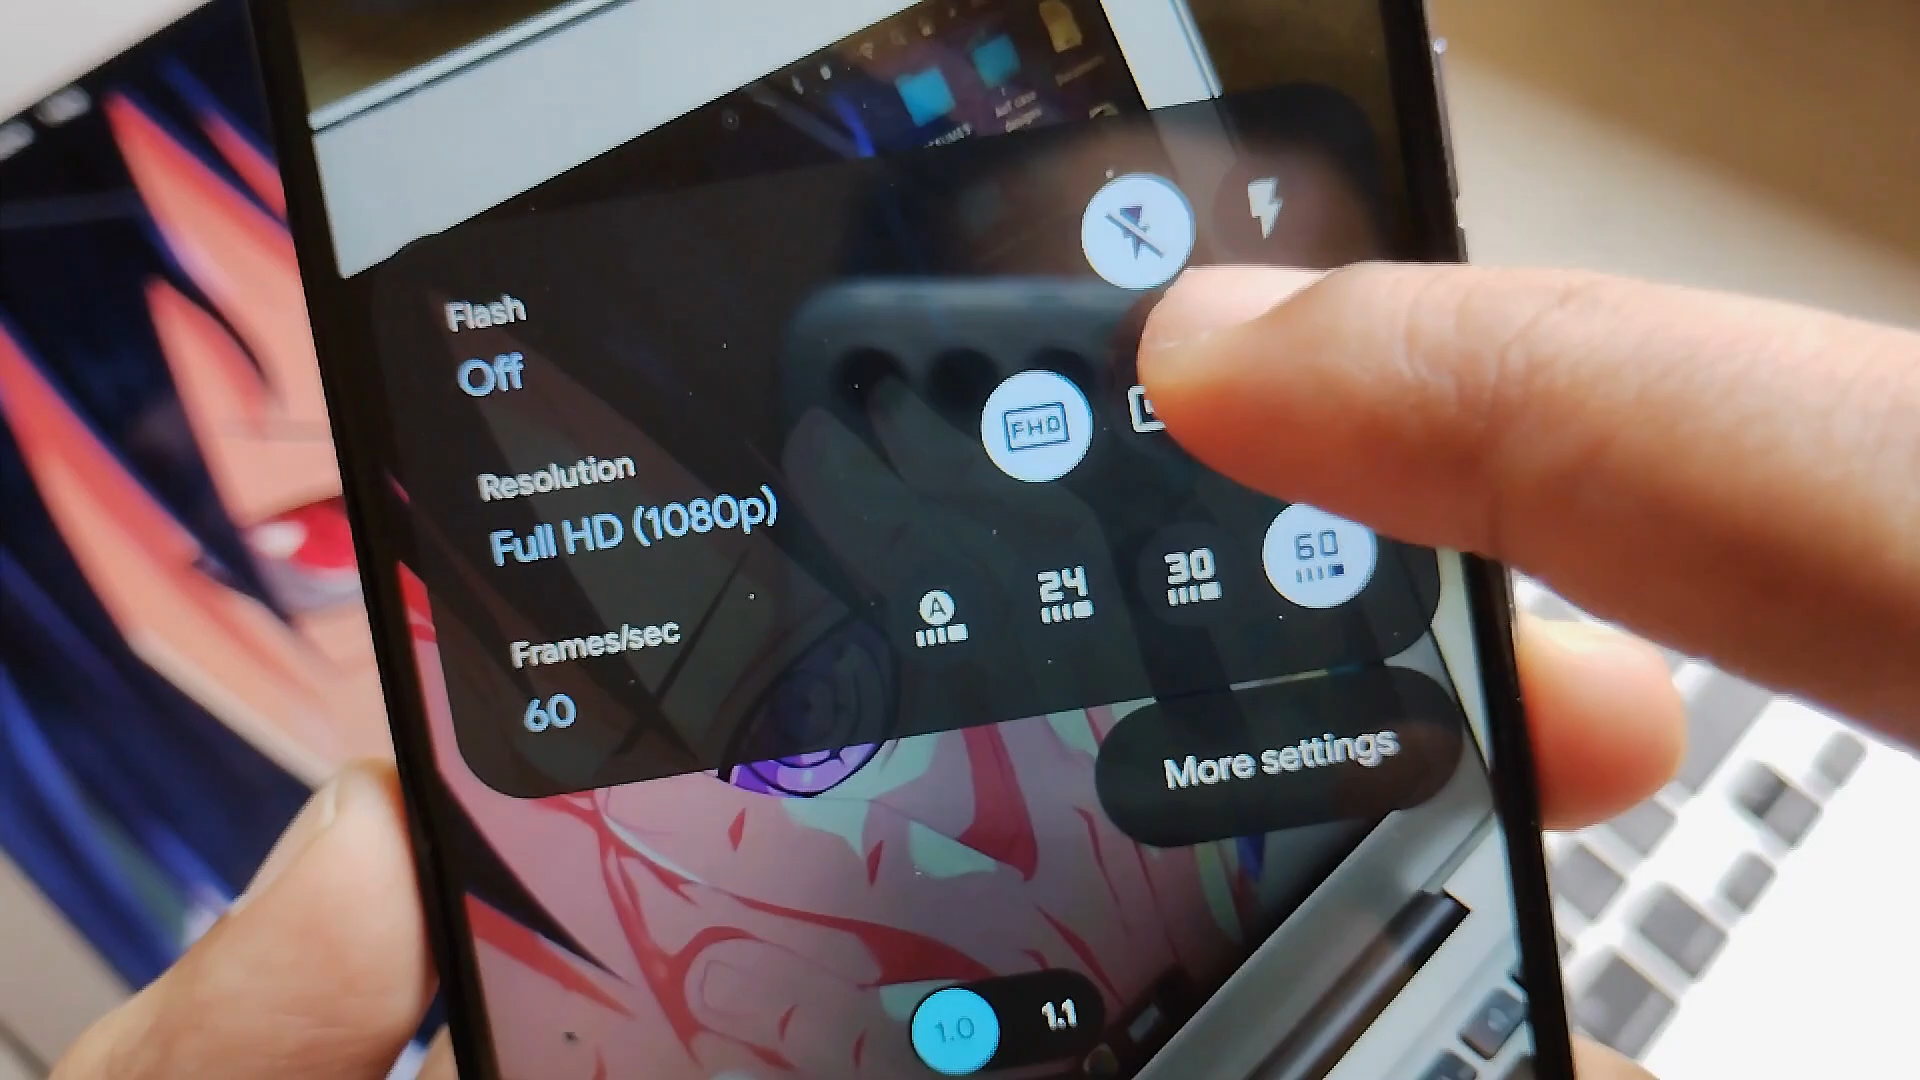 Flash
Off
Resolution
Full HD (1080p)
FHD
Frames/sec
60
A
24
30
60
More settings
1.0
1.1